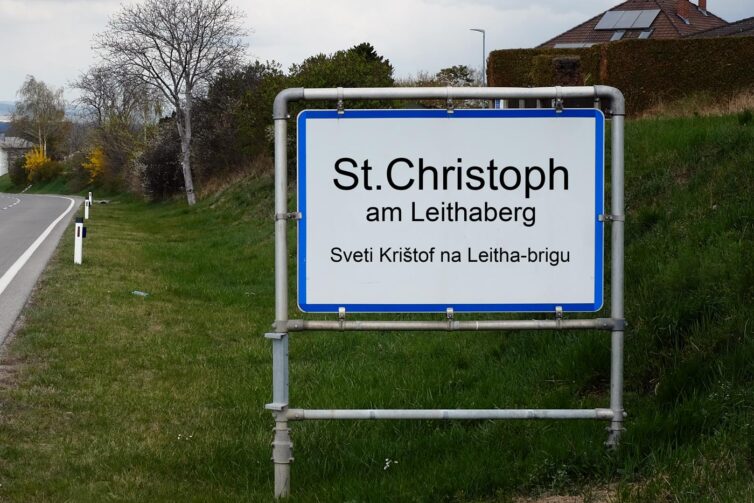 St. Christoph
am Leithaberg
Sveti Krištof na Leitha-brigu